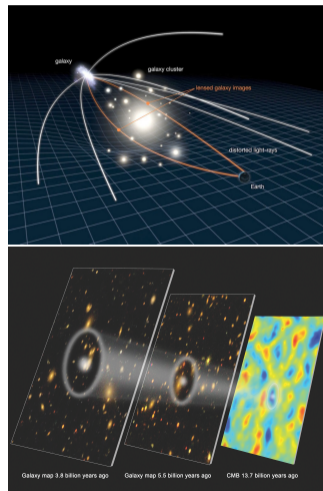 galaxy
galaxy cluster
lensed galaxy images
distorted light-rays
Earth
Galaxy map 3.8 billion years ago
Galaxy map 5.5 billion years ago
CMB 13.7 billion years ago